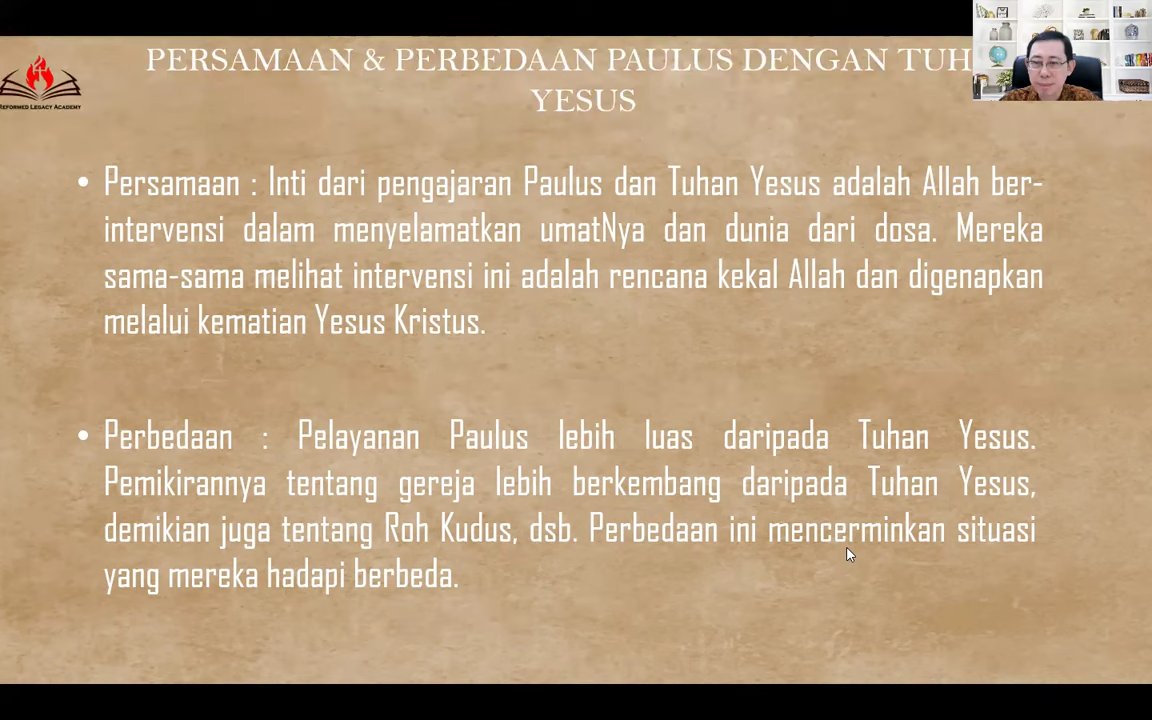 PERSAMAAN & PERBEDAAN PAULUS DENGAN TUH
YESUS
REFORMED LEGACY ACADEMY
• Persamaan : Inti dari pengajaran Paulus dan Tuhan Yesus adalah Allah ber-
intervensi dalam menyelamatkan umatNya dan dunia dari dosa. Mereka
sama-sama melihat intervensi ini adalah rencana kekal Allah dan digenapkan
melalui kematian Yesus Kristus.
• Perbedaan : Pelayanan Paulus lebih luas daripada Tuhan Yesus.
Pemikirannya tentang gereja lebih berkembang daripada Tuhan Yesus,
demikian juga tentang Roh Kudus, dsb. Perbedaan ini mencerminkan situasi
yang mereka hadapi berbeda.